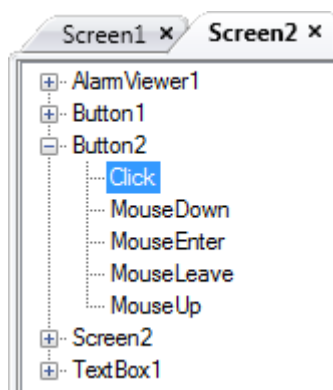 Screen1 × Screen2 ×
AlarmViewer1
Button1
Button2
Click
MouseDown
MouseEnter
MouseLeave
MouseUp
Screen2
TextBox1